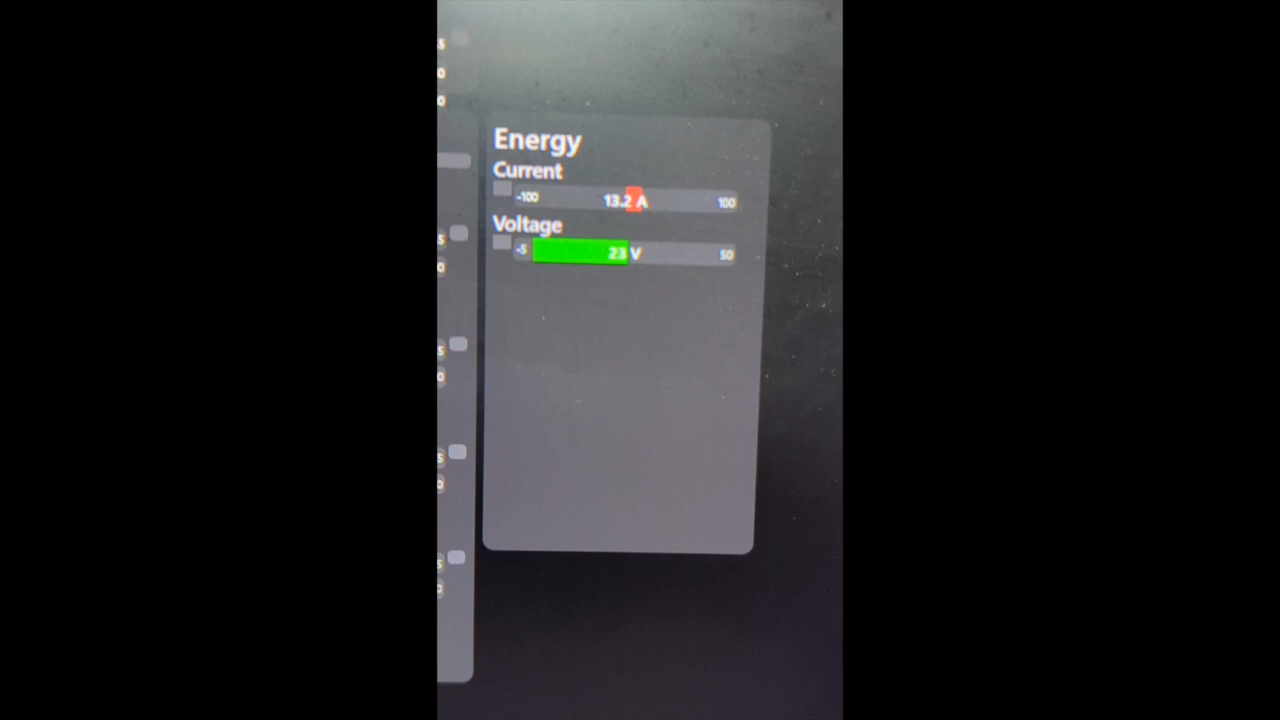 Energy
Current
-100 13.2 A 100
Voltage
-5 23 V 50